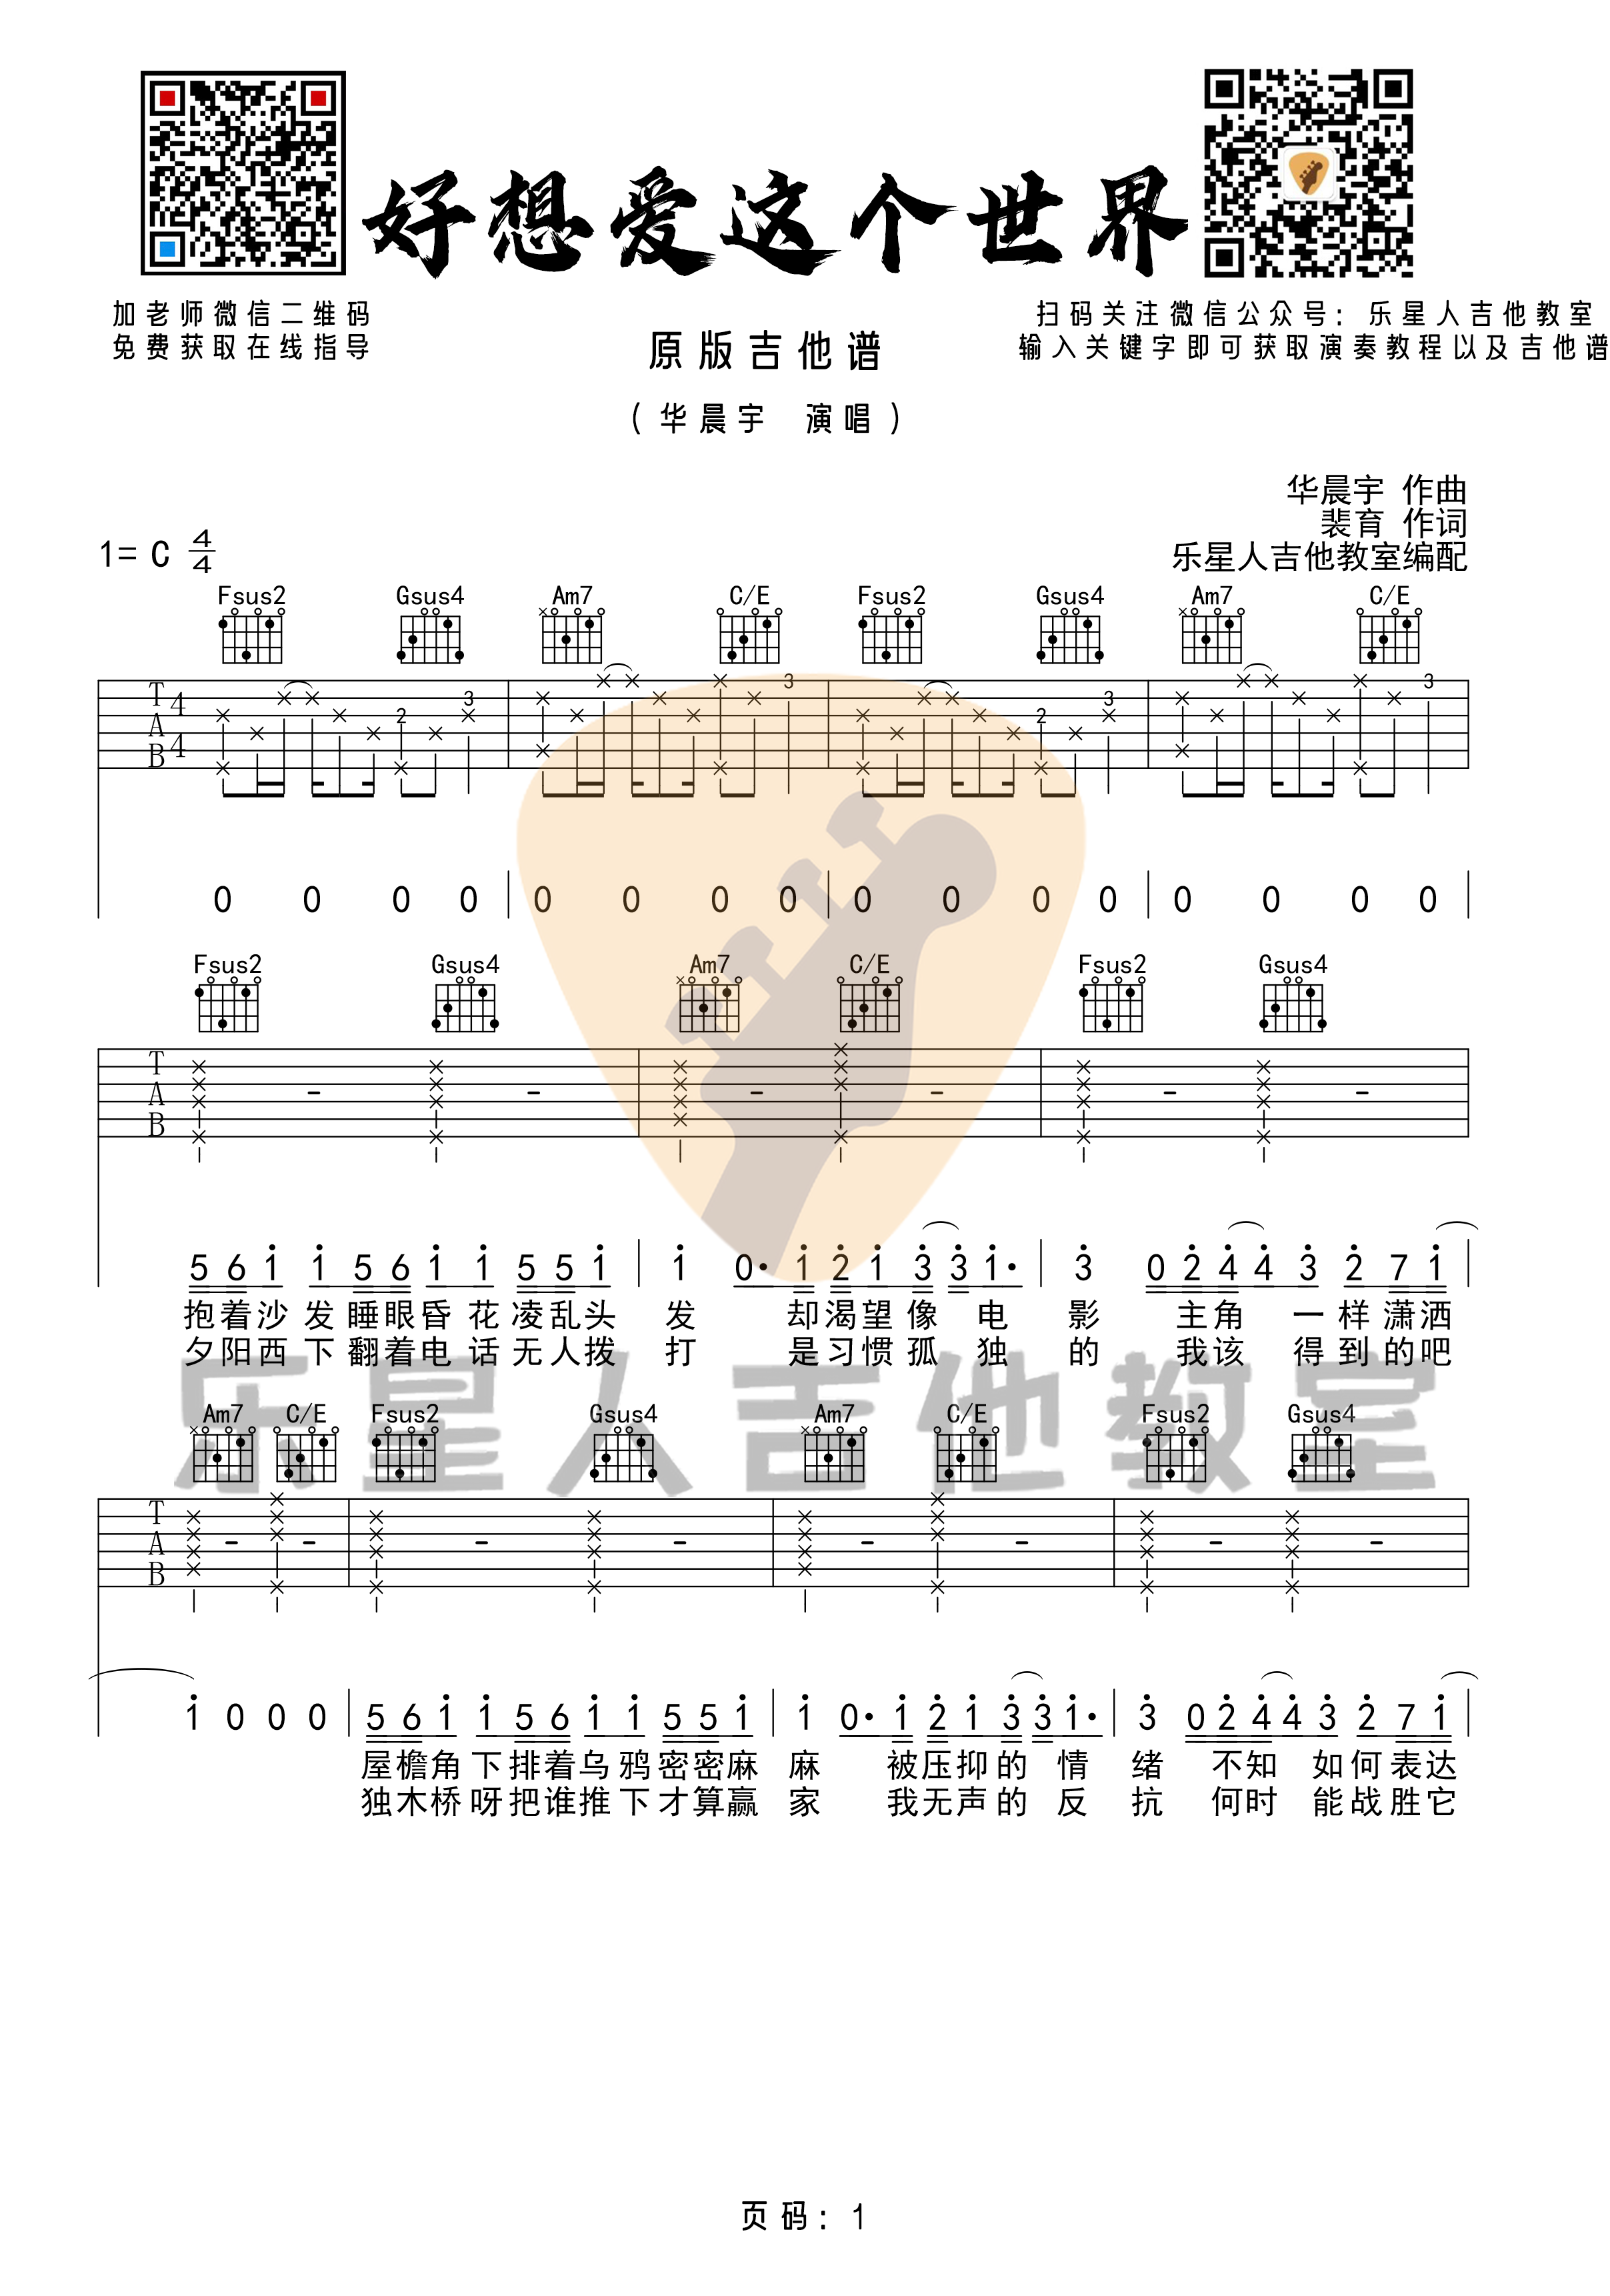 好想爱这个世界
加老师微信二维码
免费获取在线指导
扫码关注微信公众号：乐星人吉他教室
输入关键字即可获取演奏教程以及吉他谱
原版吉他谱
（华晨宇 演唱）
华晨宇 作曲
裴育 作词
乐星人吉他教室编配
1= C 4/4
Fsus2 Gsus4 Am7 C/E Fsus2 Gsus4 Am7 C/E
T A B 4 4
2 3 3 2 3 3
0 0 0 0 0 0 0 0 0 0 0 0 0 0 0 0
Fsus2 Gsus4 Am7 C/E Fsus2 Gsus4
T A B
5 6 1 1 5 6 1 1 5 5 1 1 0· 1 2 1 3 3 1· 3 0 2 4 4 3 2 7 1
抱着沙发睡眼昏花凌乱头发 却渴望像电影 主角一样潇洒
夕阳西下翻着电话无人拨打 是习惯孤独的 我该得到的吧
乐星人吉他教室
Am7 C/E Fsus2 Gsus4 Am7 C/E Fsus2 Gsus4
T A B
1 0 0 0 5 6 1 1 5 6 1 1 5 5 1 1 0· 1 2 1 3 3 1· 3 0 2 4 4 3 2 7 1
屋檐角下排着乌鸦密密麻麻 被压抑的情绪 不知如何表达
独木桥呀把谁推下才算赢家 我无声的反抗 何时能战胜它
页码：1